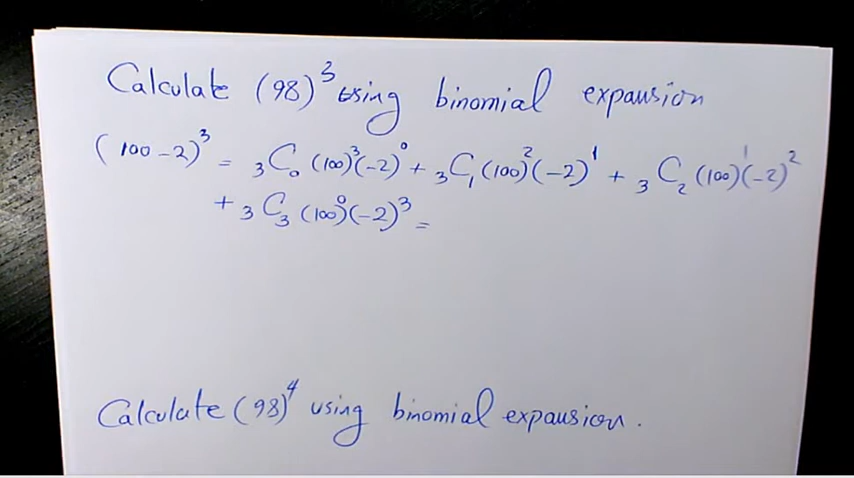 Calculate (98)³ using binomial expansion
(100 - 2)³ = ₃C₀ (100)³(-2)⁰ + ₃C₁ (100)²(-2)¹ + ₃C₂ (100)¹(-2)²
+ ₃C₃ (100)⁰(-2)³ =
Calculate (98)⁴ using binomial expansion.